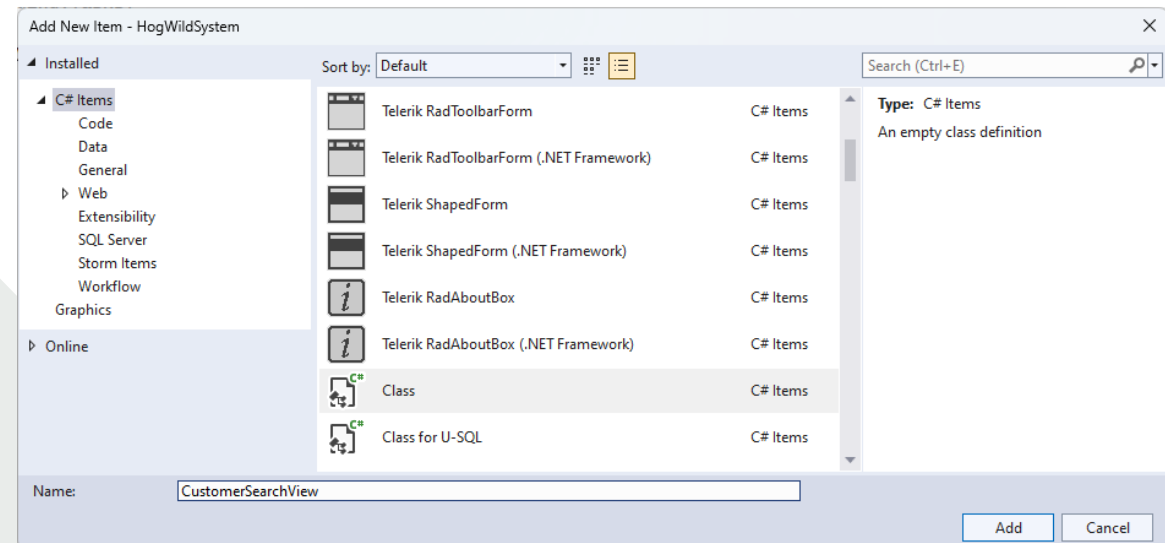 Add New Item - HogWildSystem
Installed
Sort by: Default
Search (Ctrl+E)
C# Items
Code
Data
General
Web
Extensibility
SQL Server
Storm Items
Workflow
Graphics
Online
Telerik RadToolbarForm C# Items
Telerik RadToolbarForm (.NET Framework) C# Items
Telerik ShapedForm C# Items
Telerik ShapedForm (.NET Framework) C# Items
Telerik RadAboutBox C# Items
Telerik RadAboutBox (.NET Framework) C# Items
C#
Class C# Items
C#
Class for U-SQL C# Items
Type: C# Items
An empty class definition
Name: CustomerSearchView
Add Cancel